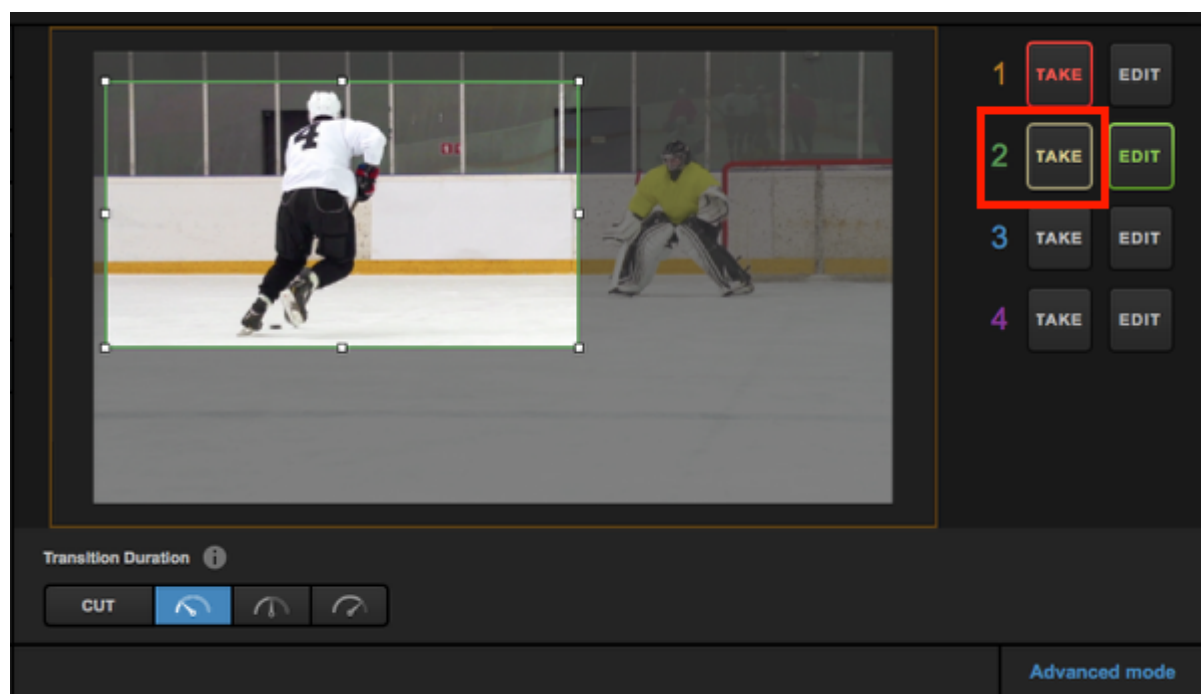 1 TAKE EDIT
4
2 TAKE EDIT
3 TAKE EDIT
4 TAKE EDIT
Transition Duration i
CUT
Advanced mode